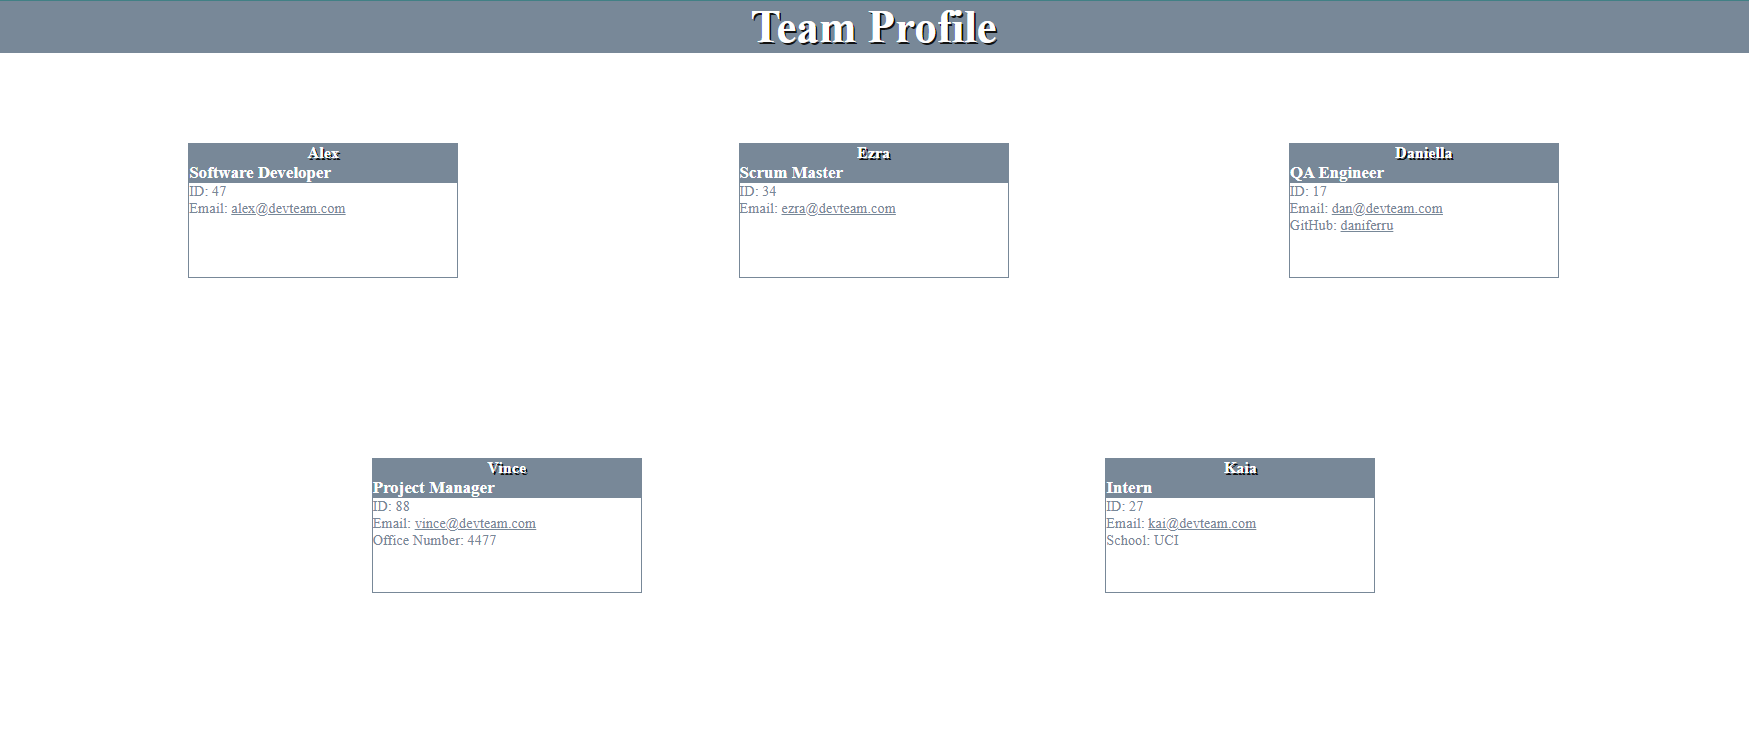 Team Profile
Alex
Software Developer
ID: 47
Email: alex@devteam.com
Ezra
Scrum Master
ID: 34
Email: ezra@devteam.com
Daniella
QA Engineer
ID: 17
Email: dan@devteam.com
GitHub: daniferru
Vince
Project Manager
ID: 88
Email: vince@devteam.com
Office Number: 4477
Kaia
Intern
ID: 27
Email: kai@devteam.com
School: UCI